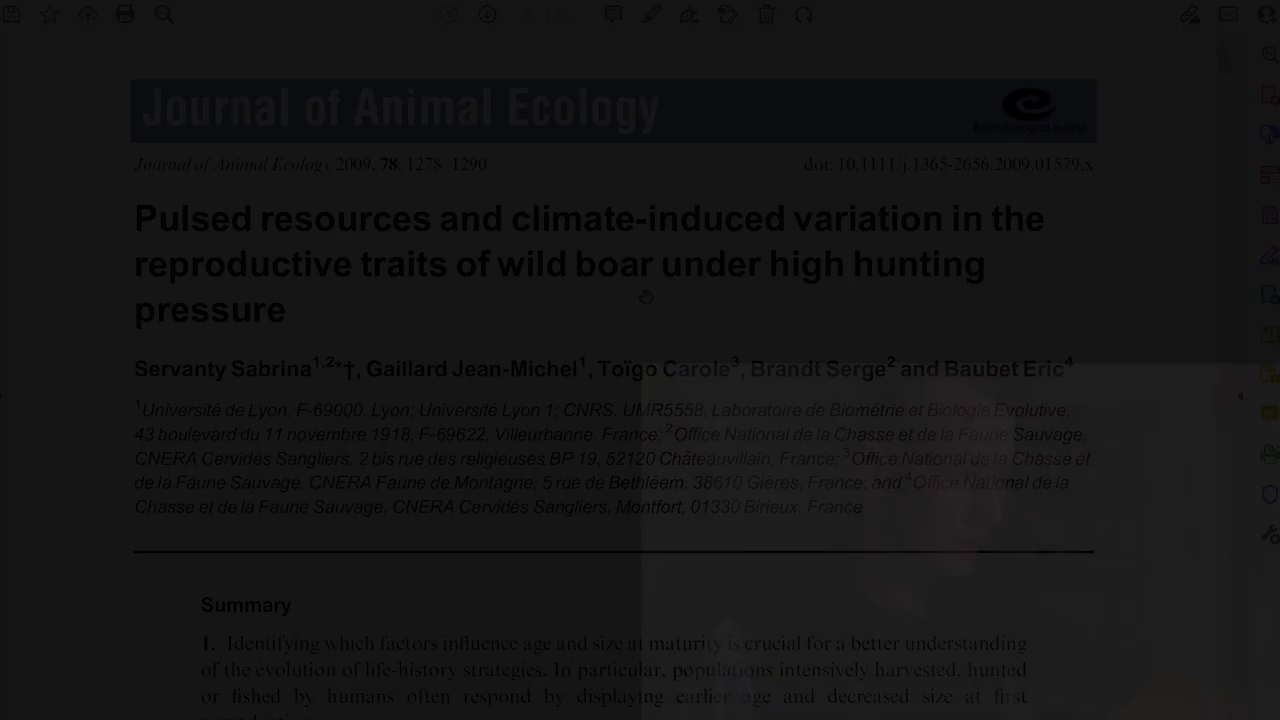 Journal of Animal Ecology
British Ecological Society
Journal of Animal Ecology 2009, 78, 1278–1290
doi: 10.1111/j.1365-2656.2009.01579.x
Pulsed resources and climate-induced variation in the
reproductive traits of wild boar under high hunting
pressure
Servanty Sabrina1,2*†, Gaillard Jean-Michel1, Toïgo Carole3, Brandt Serge2 and Baubet Eric4
1Université de Lyon, F-69000, Lyon; Université Lyon 1; CNRS, UMR5558, Laboratoire de Biométrie et Biologie Evolutive,
43 boulevard du 11 novembre 1918, F-69622, Villeurbanne, France; 2Office National de la Chasse et de la Faune Sauvage,
CNERA Cervidés Sangliers, 2 bis rue des religieuses BP 19, 52120 Châteauvillain, France; 3Office National de la Chasse et
de la Faune Sauvage, CNERA Faune de Montagne, 5 rue de Bethléem, 38610 Gières, France; and 4Office National de la
Chasse et de la Faune Sauvage, CNERA Cervidés Sangliers, Montfort, 01330 Birieux, France
Summary
1. Identifying which factors influence age and size at maturity is crucial for a better understanding
of the evolution of life-history strategies. In particular, populations intensively harvested, hunted
or fished by humans often respond by displaying earlier age and decreased size at first